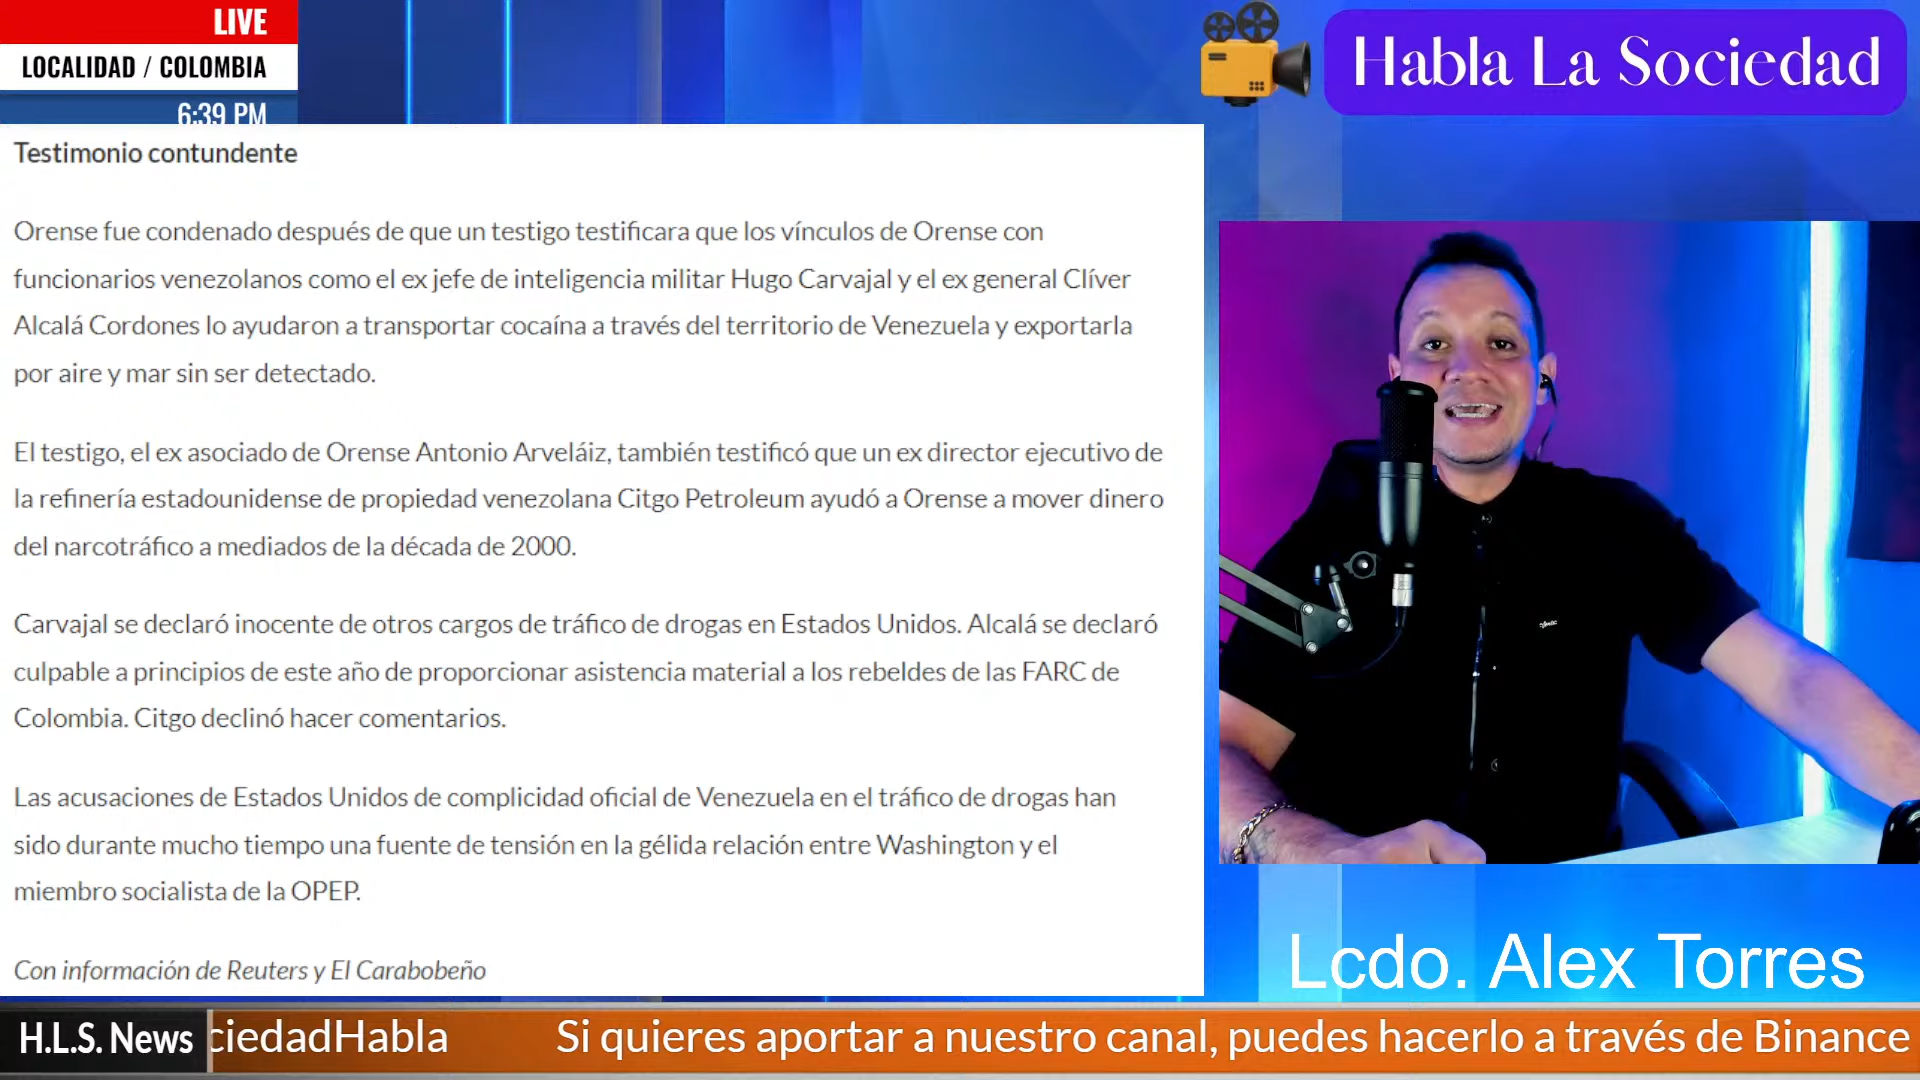 LIVE
LOCALIDAD / COLOMBIA
6:39 PM
Habla La Sociedad
Testimonio contundente
Orense fue condenado después de que un testigo testificara que los vínculos de Orense con
funcionarios venezolanos como el ex jefe de inteligencia militar Hugo Carvajal y el ex general Clíver
Alcalá Cordones lo ayudaron a transportar cocaína a través del territorio de Venezuela y exportarla
por aire y mar sin ser detectado.
El testigo, el ex asociado de Orense Antonio Arveláiz, también testificó que un ex director ejecutivo de
la refinería estadounidense de propiedad venezolana Citgo Petroleum ayudó a Orense a mover dinero
del narcotráfico a mediados de la década de 2000.
Carvajal se declaró inocente de otros cargos de tráfico de drogas en Estados Unidos. Alcalá se declaró
culpable a principios de este año de proporcionar asistencia material a los rebeldes de las FARC de
Colombia. Citgo declinó hacer comentarios.
Las acusaciones de Estados Unidos de complicidad oficial de Venezuela en el tráfico de drogas han
sido durante mucho tiempo una fuente de tensión en la gélida relación entre Washington y el
miembro socialista de la OPEP.
Con información de Reuters y El Carabobeño
Lcdo. Alex Torres
H.L.S. News
ciedadHabla Si quieres aportar a nuestro canal, puedes hacerlo a través de Binance